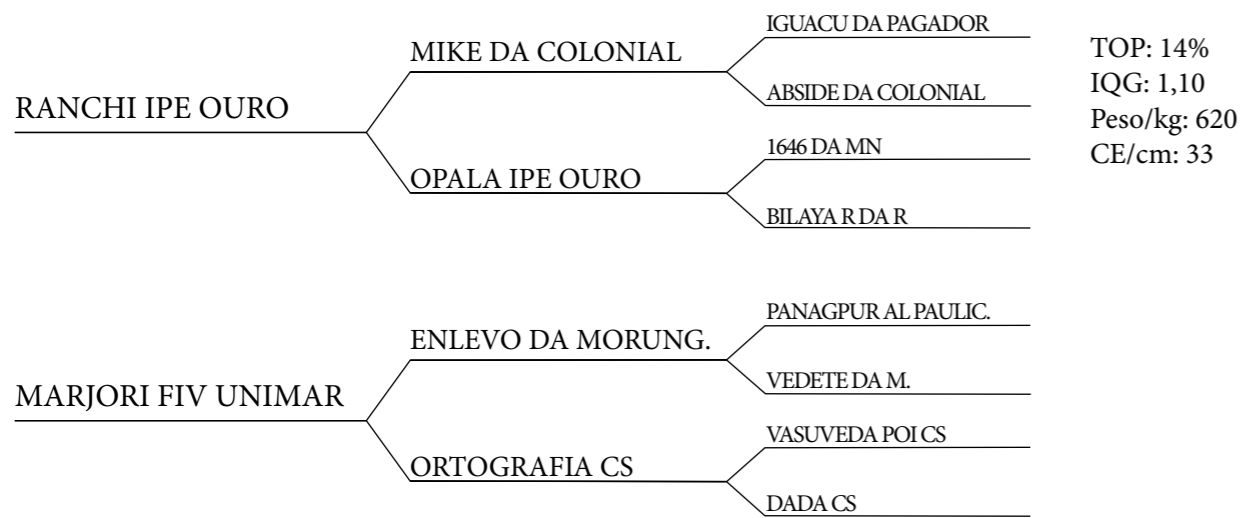 IGUACU DA PAGADOR
MIKE DA COLONIAL
ABSIDE DA COLONIAL
RANCHI IPE OURO
1646 DA MN
OPALA IPE OURO
BILAYA R DA R
TOP: 14%
IQG: 1,10
Peso/kg: 620
CE/cm: 33
PANAGPUR AL PAULIC.
ENLEVO DA MORUNG.
VEDETE DA M.
MARJORI FIV UNIMAR
VASUVEDA POI CS
ORTOGRAFIA CS
DADA CS